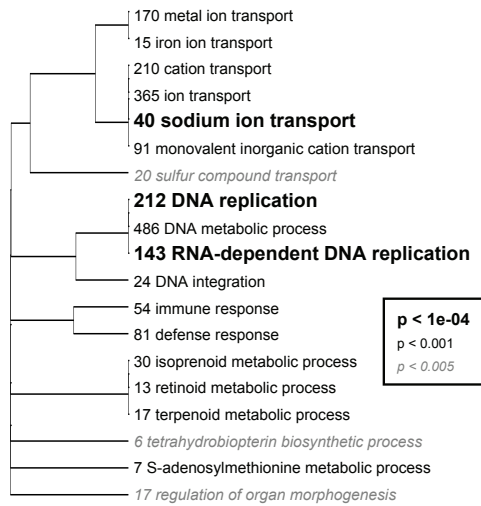 170 metal ion transport
15 iron ion transport
210 cation transport
365 ion transport
40 sodium ion transport
91 monovalent inorganic cation transport
20 sulfur compound transport
212 DNA replication
486 DNA metabolic process
143 RNA-dependent DNA replication
24 DNA integration
54 immune response
81 defense response
30 isoprenoid metabolic process
13 retinoid metabolic process
17 terpenoid metabolic process
6 tetrahydrobiopterin biosynthetic process
7 S-adenosylmethionine metabolic process
17 regulation of organ morphogenesis
p < 1e-04
p < 0.001
p < 0.005